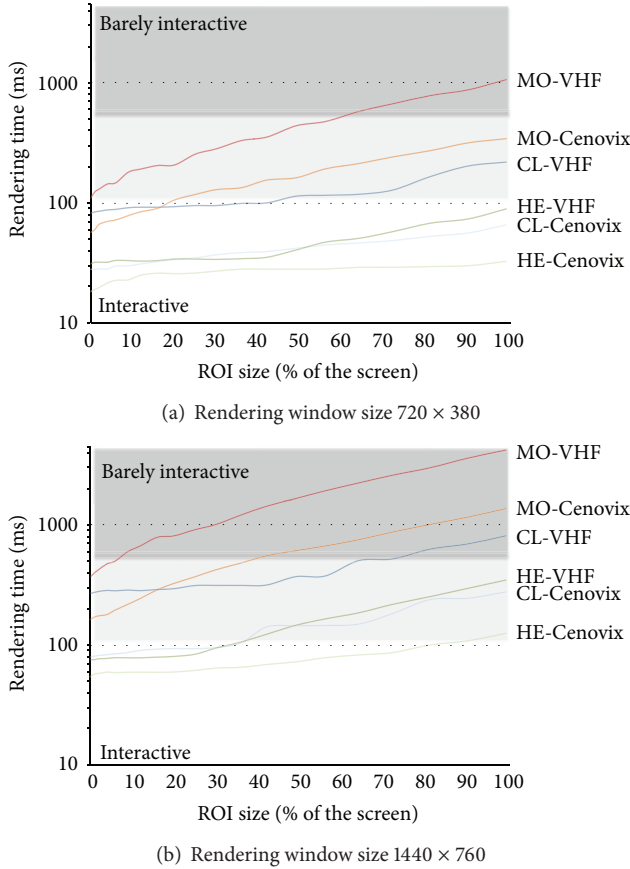 Barely interactive
1000
100
10
Rendering time (ms)
MO-VHF
MO-Cenovix
CL-VHF
HE-VHF
CL-Cenovix
HE-Cenovix
Interactive
0 10 20 30 40 50 60 70 80 90 100
ROI size (% of the screen)
(a) Rendering window size 720 × 380
Barely interactive
1000
100
10
Rendering time (ms)
MO-VHF
MO-Cenovix
CL-VHF
HE-VHF
CL-Cenovix
HE-Cenovix
Interactive
0 10 20 30 40 50 60 70 80 90 100
ROI size (% of the screen)
(b) Rendering window size 1440 × 760